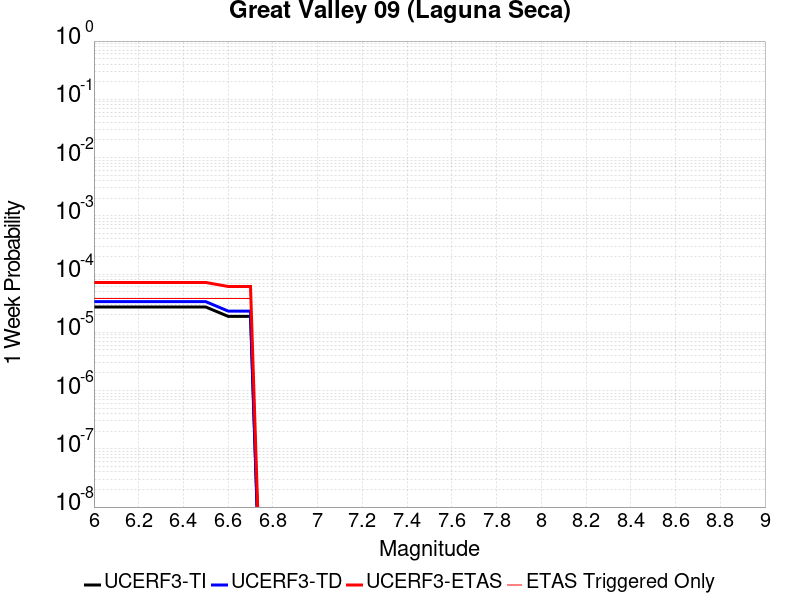 Great Valley 09 (Laguna Seca)
10 0
10 -1
10 -2
10 -3
10 -4
10 -5
10 -6
10 -7
10 -8
1 Week Probability
6 6.2 6.4 6.6 6.8 7 7.2 7.4 7.6 7.8 8 8.2 8.4 8.6 8.8 9
Magnitude
UCERF3-TI UCERF3-TD UCERF3-ETAS ETAS Triggered Only